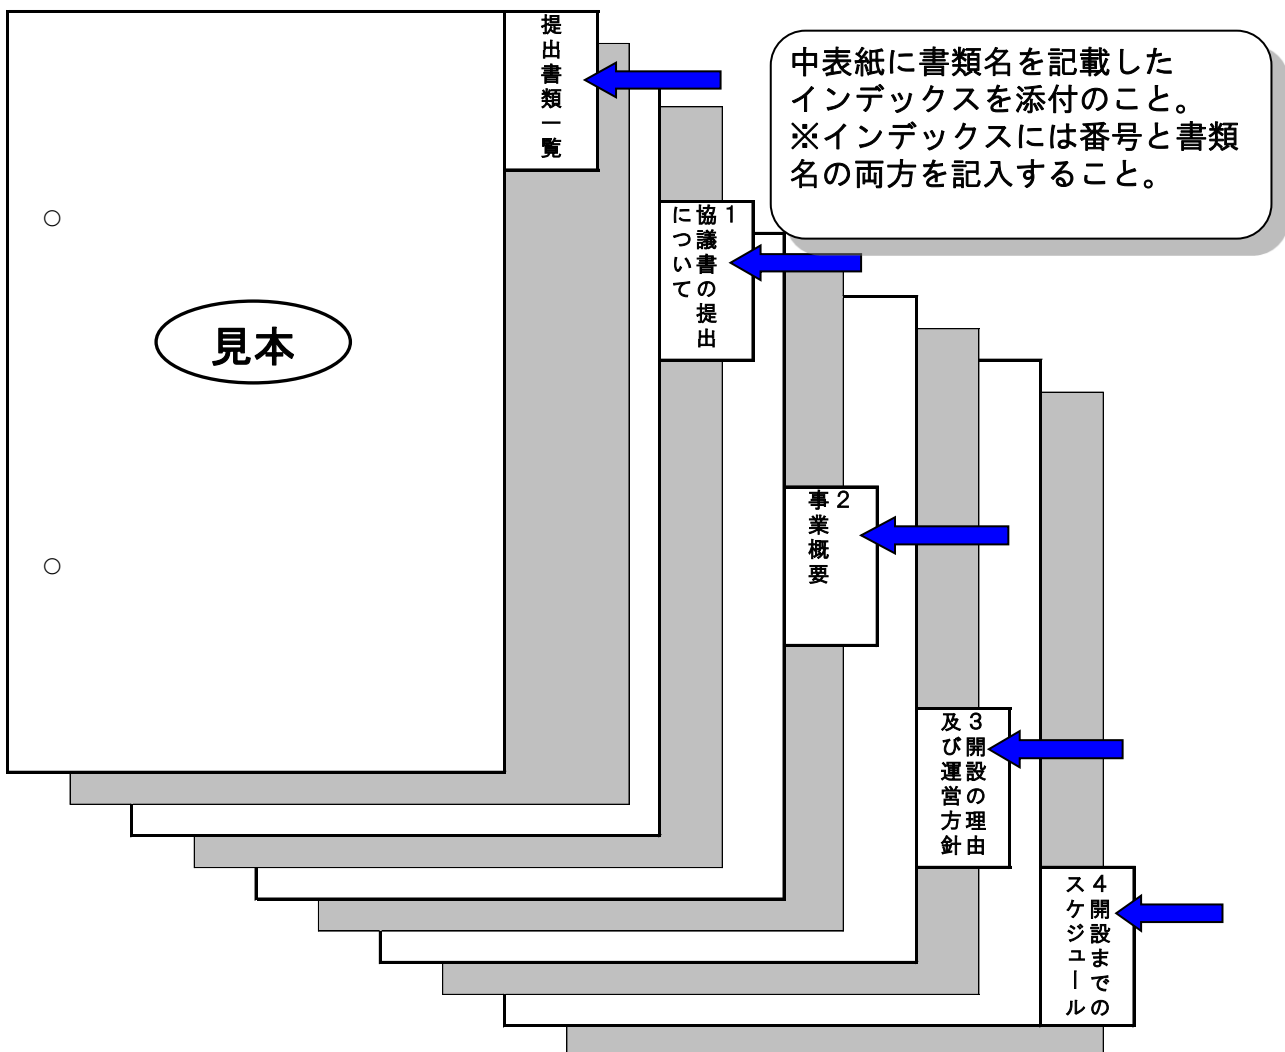 提出書類一覧
中表紙に書類名を記載した
インデックスを添付のこと。
※インデックスには番号と書類
名の両方を記入すること。
1
協議書の提出
について
見本
2
事業概要
3開設の理由
及び運営方針
4開設までの
スケジュール